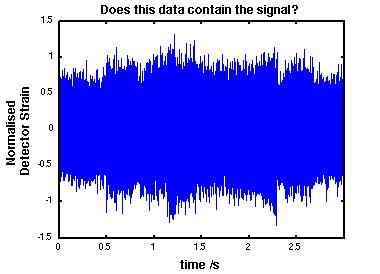 Does this data contain the signal?
1.5
1
0.5
0
-0.5
-1
-1.5
Normalised
Detector Strain
0 0.5 1 1.5 2 2.5
time /s